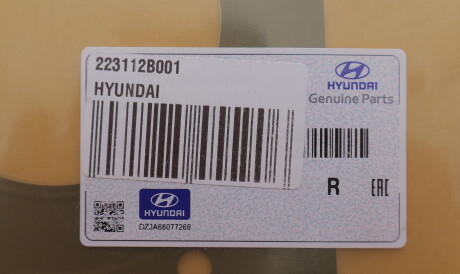 223112B001
HYUNDAI
HYUNDAI
Genuine Parts
R
EAC
HYUNDAI
DZJA66077268